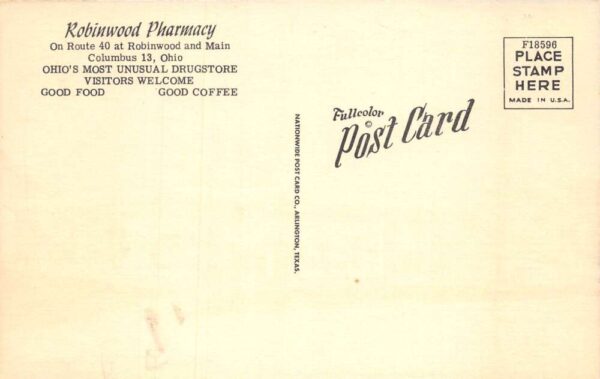 Robinwood Pharmacy
On Route 40 at Robinwood and Main
Columbus 13, Ohio
OHIO'S MOST UNUSUAL DRUGSTORE
VISITORS WELCOME
GOOD FOOD GOOD COFFEE
NATIONWIDE POST CARD CO., ARLINGTON, TEXAS.
Fullcolor
©
Post Card
F18596
PLACE
STAMP
HERE
MADE IN U.S.A.